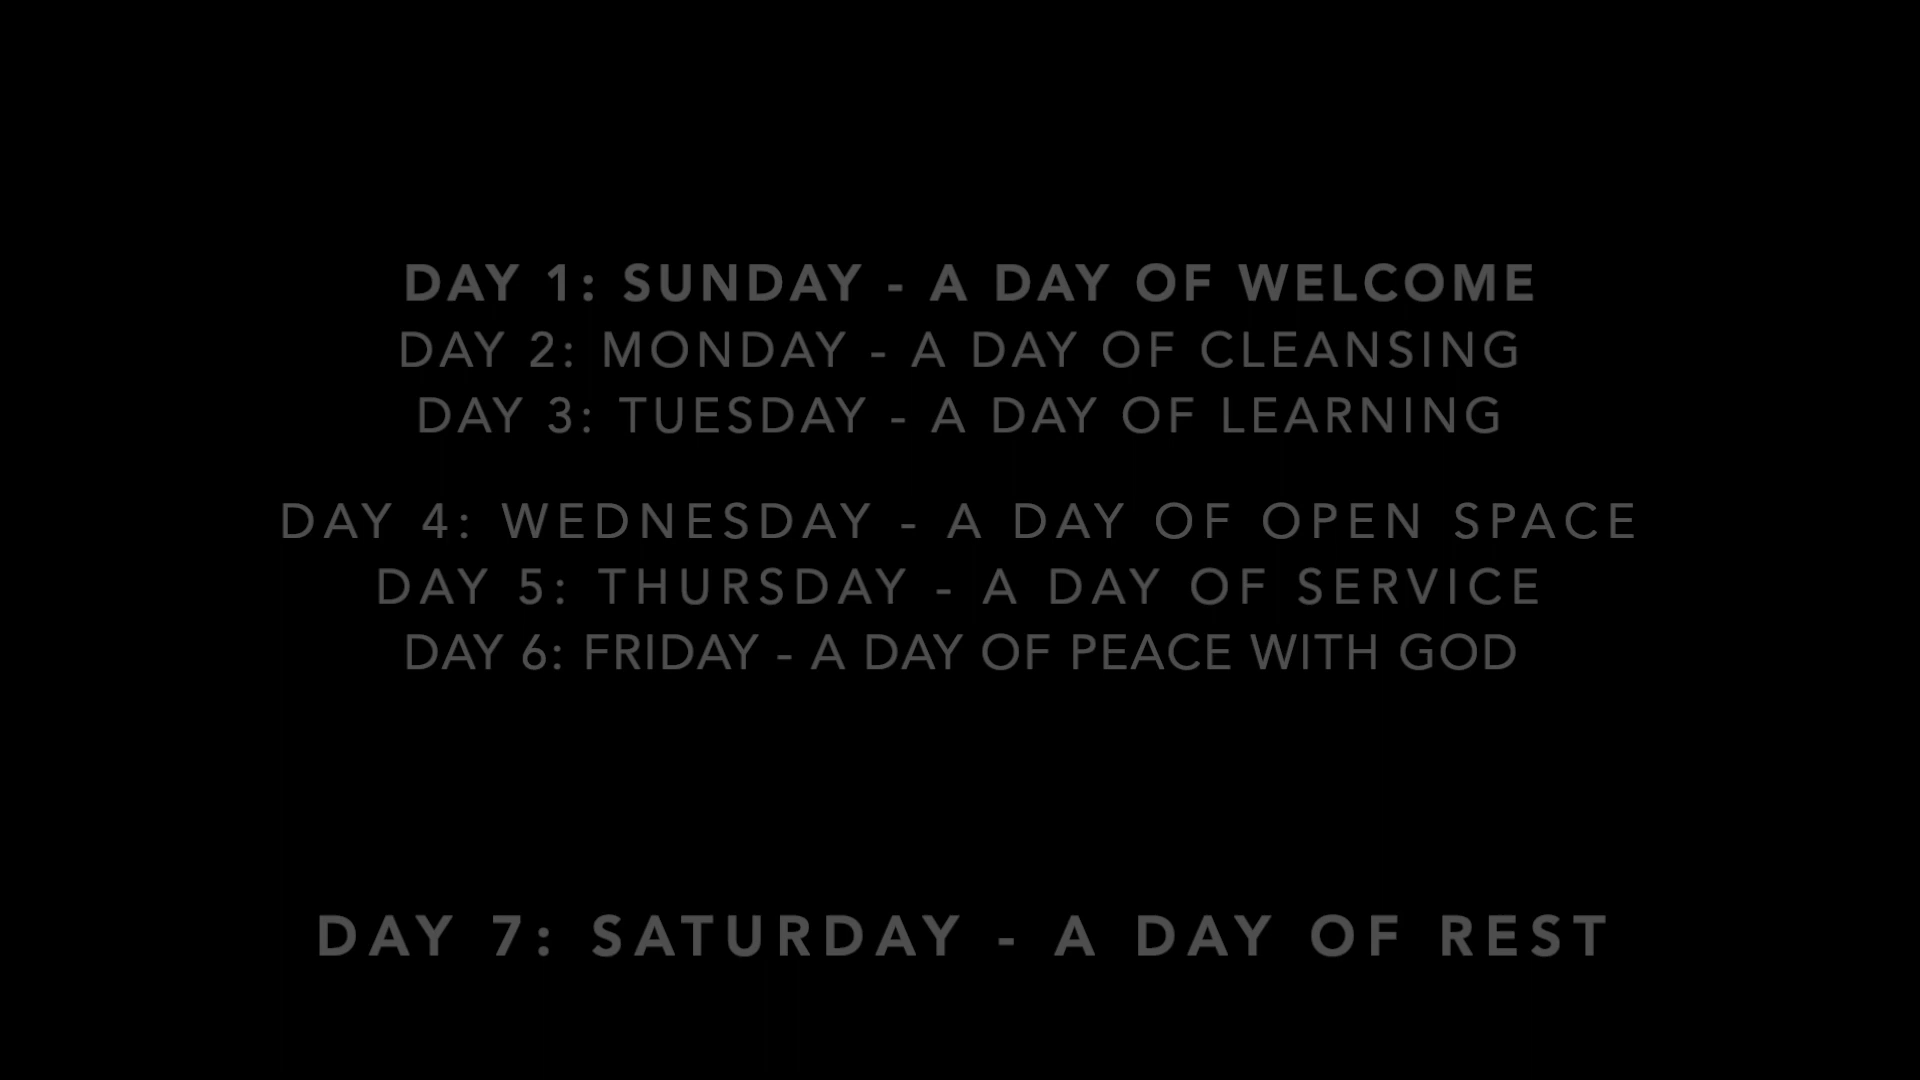 DAY 1: SUNDAY - A DAY OF WELCOME
DAY 2: MONDAY - A DAY OF CLEANSING
DAY 3: TUESDAY - A DAY OF LEARNING
DAY 4: WEDNESDAY - A DAY OF OPEN SPACE
DAY 5: THURSDAY - A DAY OF SERVICE
DAY 6: FRIDAY - A DAY OF PEACE WITH GOD
DAY 7: SATURDAY - A DAY OF REST